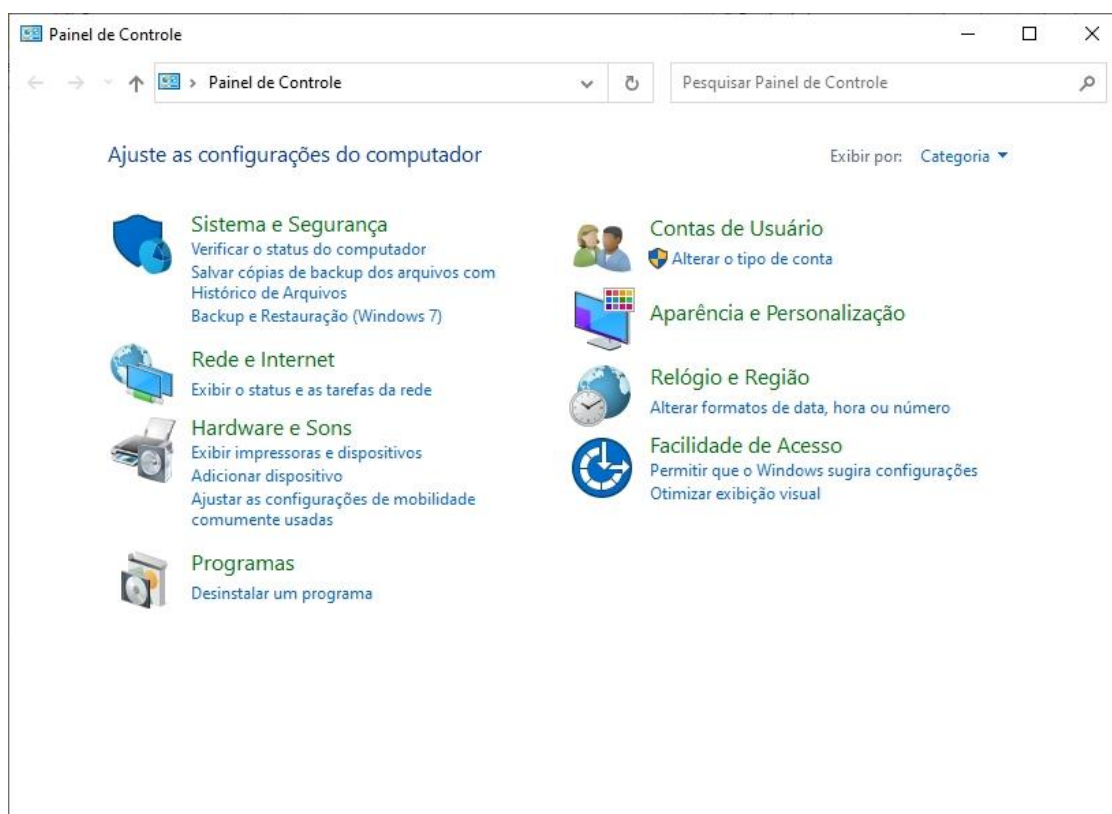 Painel de Controle
Painel de Controle
Pesquisar Painel de Controle
Ajuste as configurações do computador
Exibir por: Categoria
Sistema e Segurança
Verificar o status do computador
Salvar cópias de backup dos arquivos com
Histórico de Arquivos
Backup e Restauração (Windows 7)
Rede e Internet
Exibir o status e as tarefas da rede
Hardware e Sons
Exibir impressoras e dispositivos
Adicionar dispositivo
Ajustar as configurações de mobilidade
comumente usadas
Programas
Desinstalar um programa
Contas de Usuário
Alterar o tipo de conta
Aparência e Personalização
Relógio e Região
Alterar formatos de data, hora ou número
Facilidade de Acesso
Permitir que o Windows sugira configurações
Otimizar exibição visual